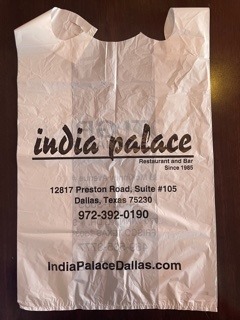 india palace
Restaurant and Bar
Since 1985
12817 Preston Road, Suite #105
Dallas, Texas 75230
972-392-0190
IndiaPalaceDallas.com